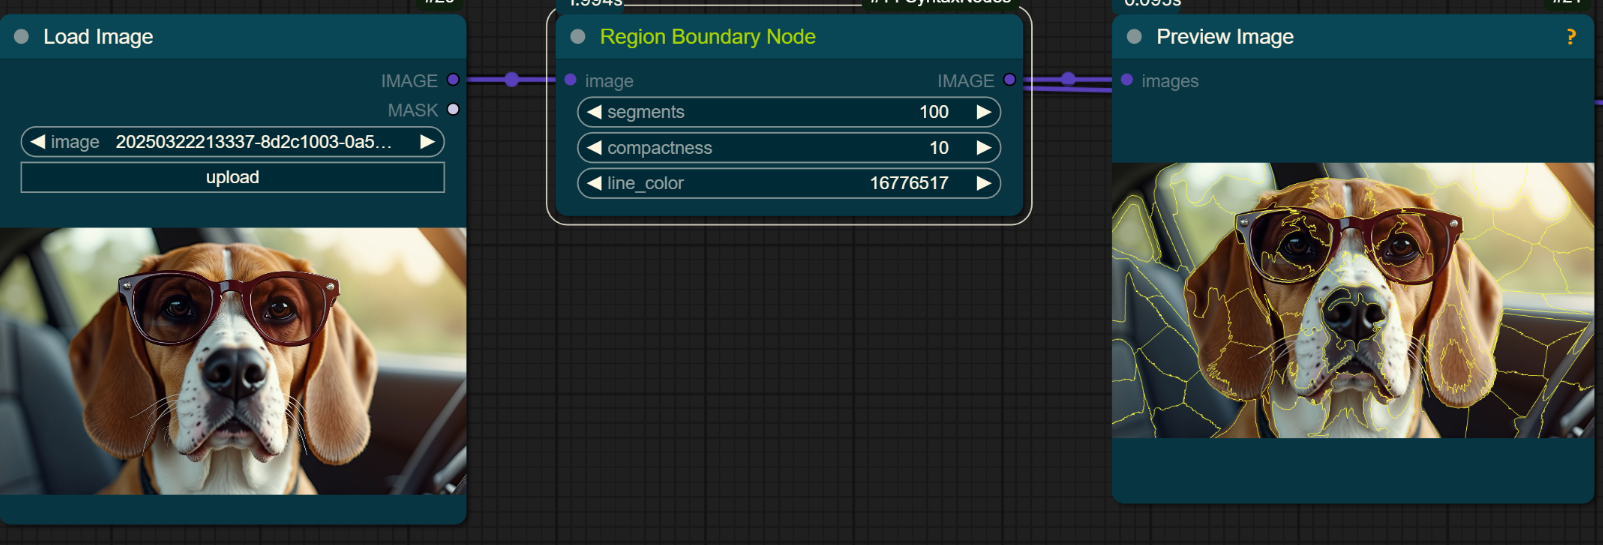 Load Image
IMAGE
MASK
image 20250322213337-8d2c1003-0a5...
upload
Region Boundary Node
image IMAGE
segments 100
compactness 10
line_color 16776517
Preview Image ?
images